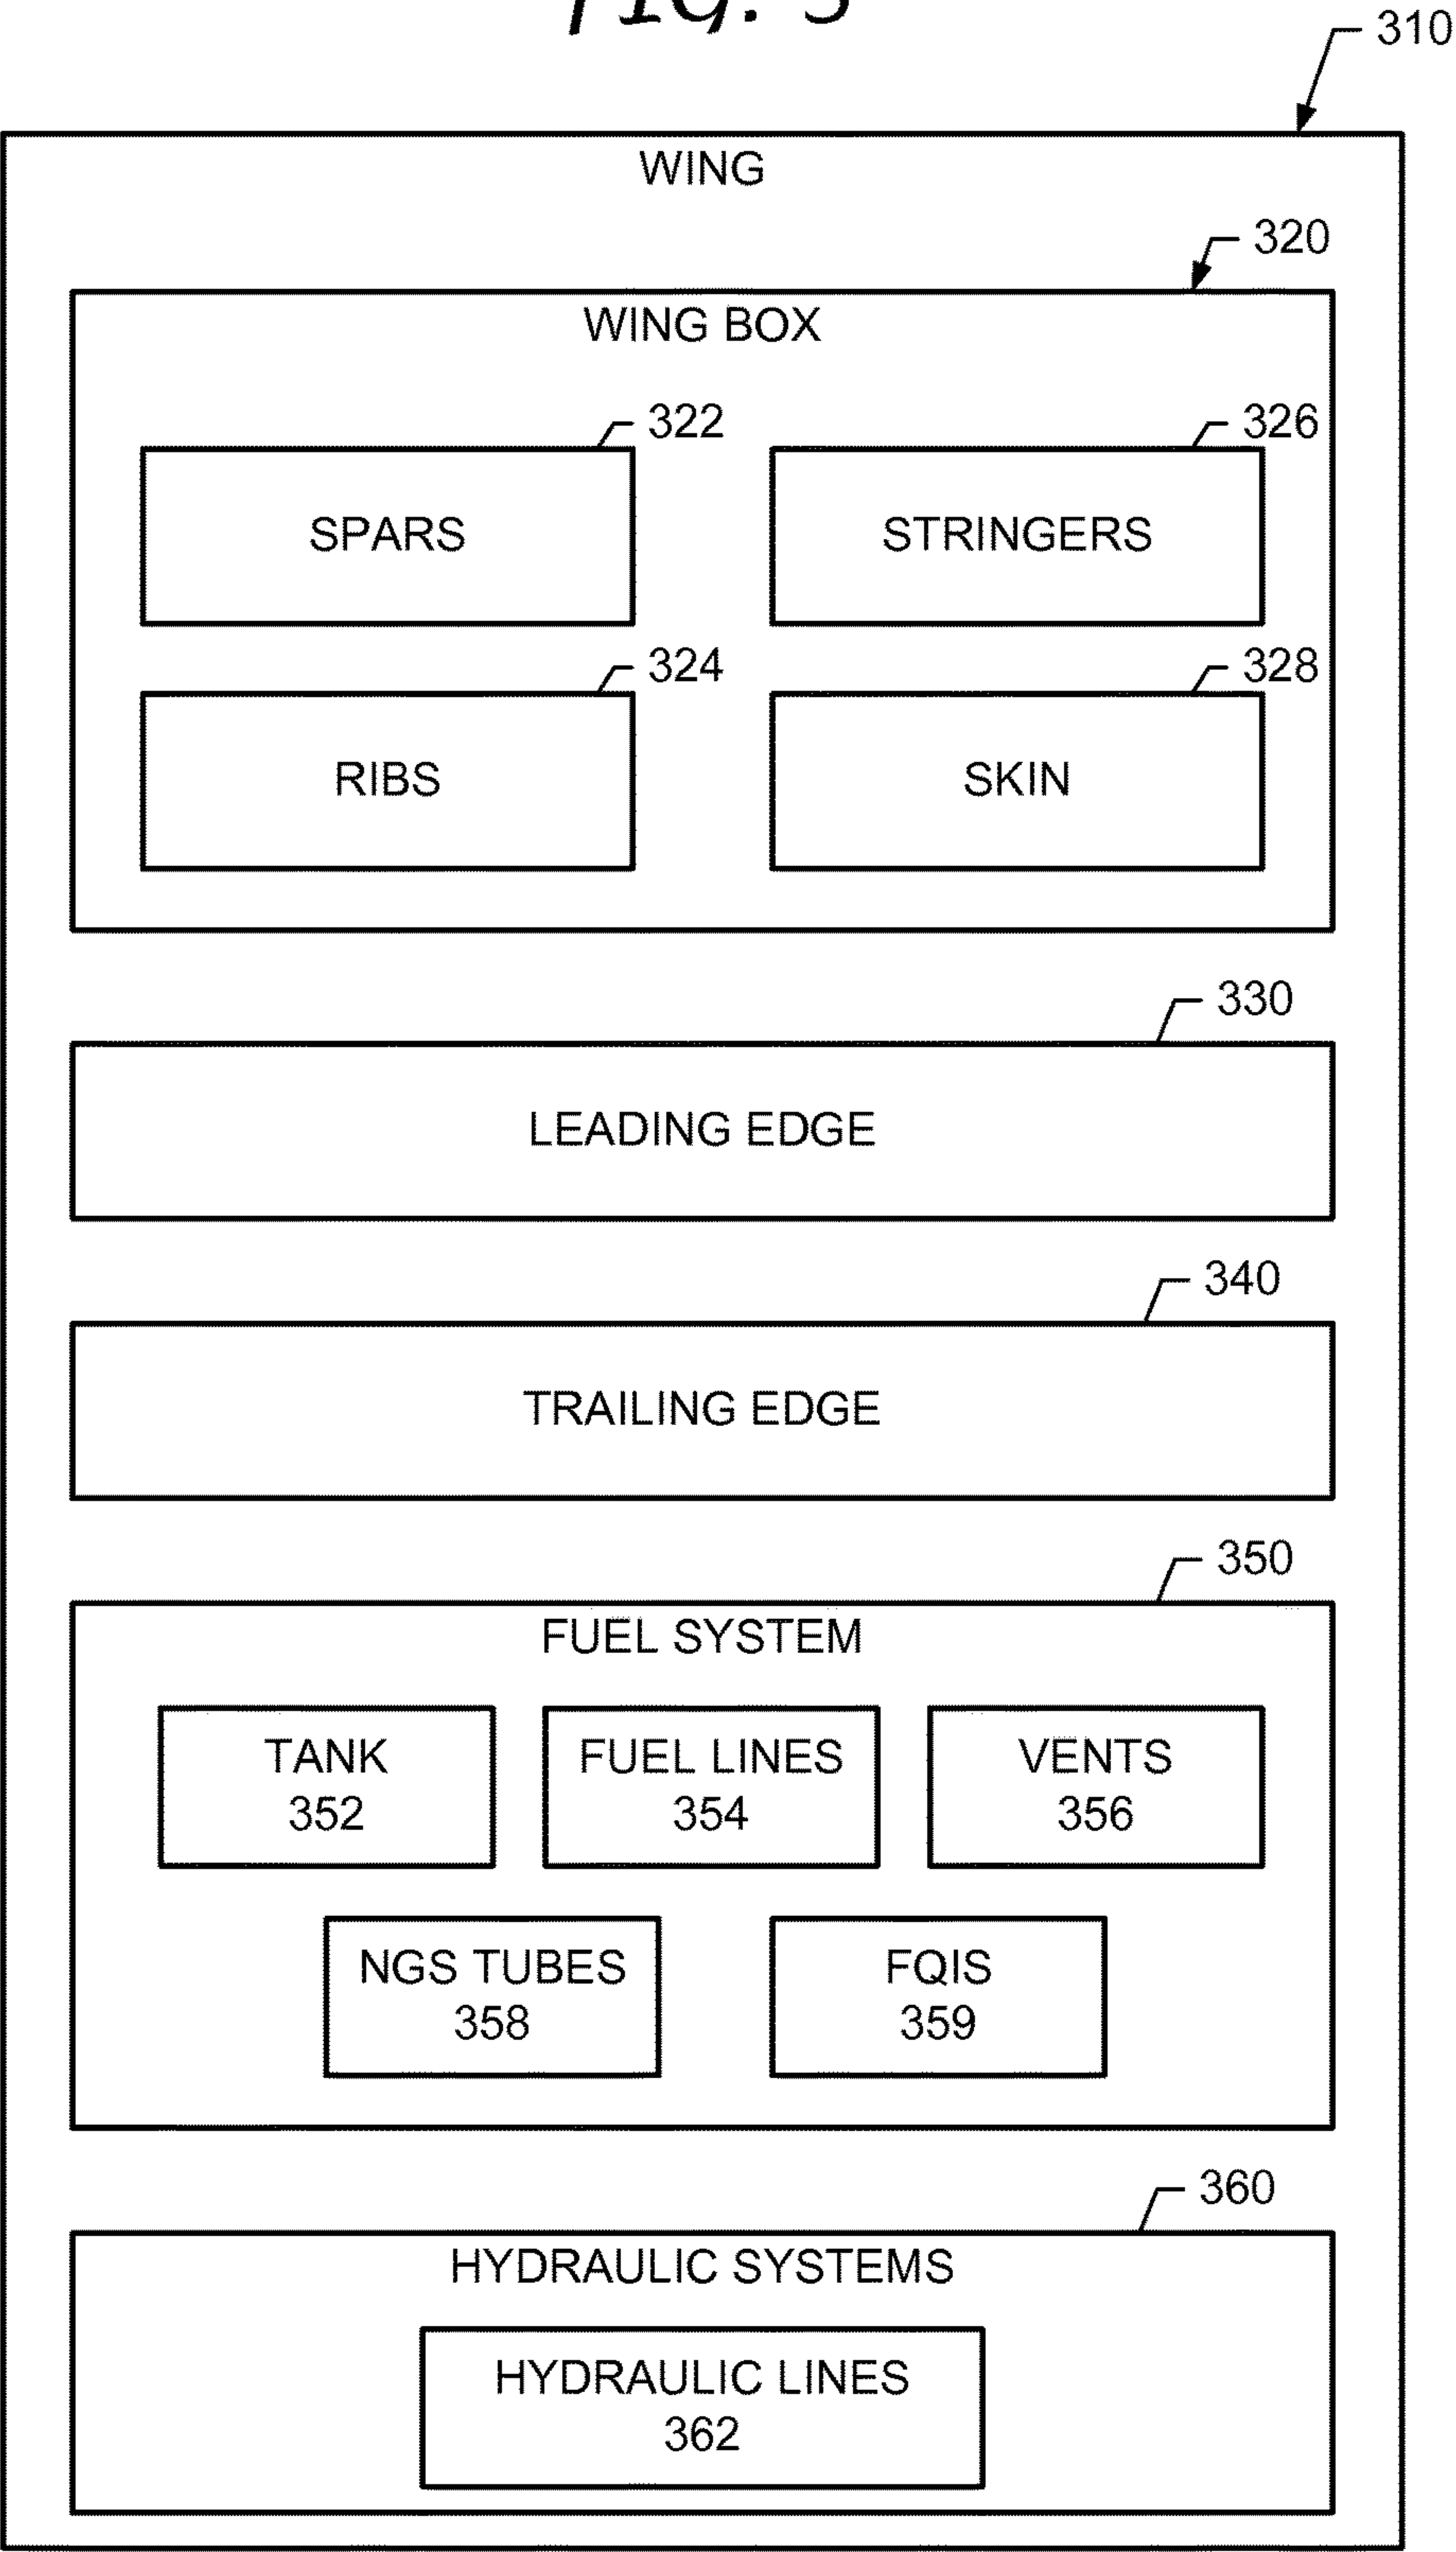 FIG. 3
310
WING
320
WING BOX
322
326
SPARS
STRINGERS
324
328
RIBS
SKIN
330
LEADING EDGE
340
TRAILING EDGE
350
FUEL SYSTEM
TANK
352
FUEL LINES
354
VENTS
356
NGS TUBES
358
FQIS
359
360
HYDRAULIC SYSTEMS
HYDRAULIC LINES
362